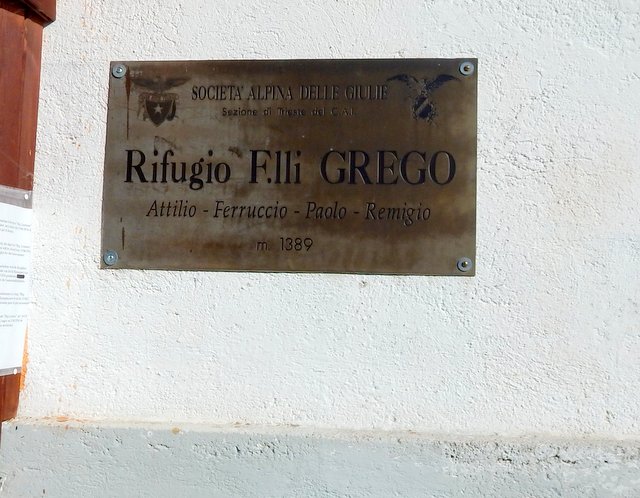 SOCIETA' ALPINA DELLE GIULIE
Sezione di Trieste del C.A.I.
Rifugio F.lli GREGO
Attilio - Ferruccio - Paolo - Remigio
m. 1389